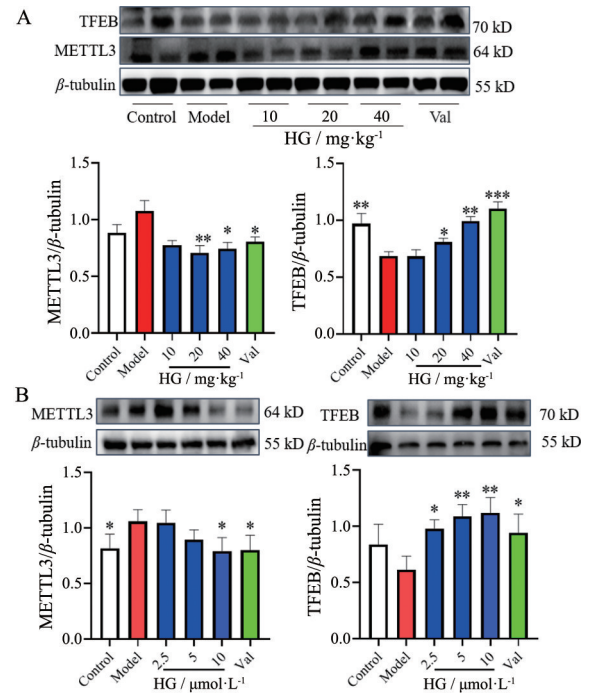 A
TFEB 70 kD
METTL3 64 kD
β-tubulin 55 kD
Control Model 10 20 40 Val
HG / mg·kg⁻¹
METTL3/β-tubulin
1.5
1.0
0.5
0.0
** * *
Control Model 10 20 40 Val
HG / mg·kg⁻¹
TFEB/β-tubulin
1.5
1.0
0.5
0.0
** * ** ***
Control Model 10 20 40 Val
HG / mg·kg⁻¹
B
METTL3 64 kD
β-tubulin 55 kD
TFEB 70 kD
β-tubulin 55 kD
METTL3/β-tubulin
1.5
1.0
0.5
0.0
* * *
Control Model 2.5 5 10 Val
HG / μmol·L⁻¹
TFEB/β-tubulin
1.5
1.0
0.5
0.0
* ** ** *
Control Model 2.5 5 10 Val
HG / μmol·L⁻¹